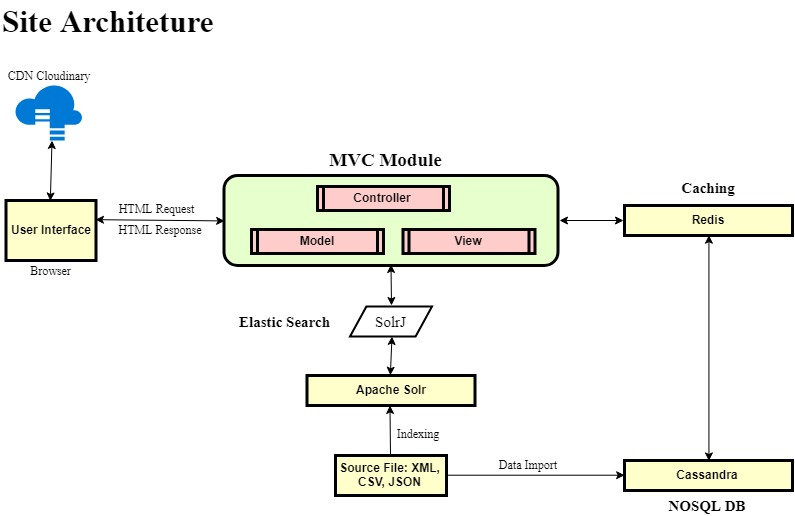 Site Architeture
CDN Cloudinary
MVC Module
Controller
Model
View
Caching
Redis
HTML Request
HTML Response
User Interface
Browser
Elastic Search
SolrJ
Apache Solr
Indexing
Source File: XML,
CSV, JSON
Data Import
Cassandra
NOSQL DB